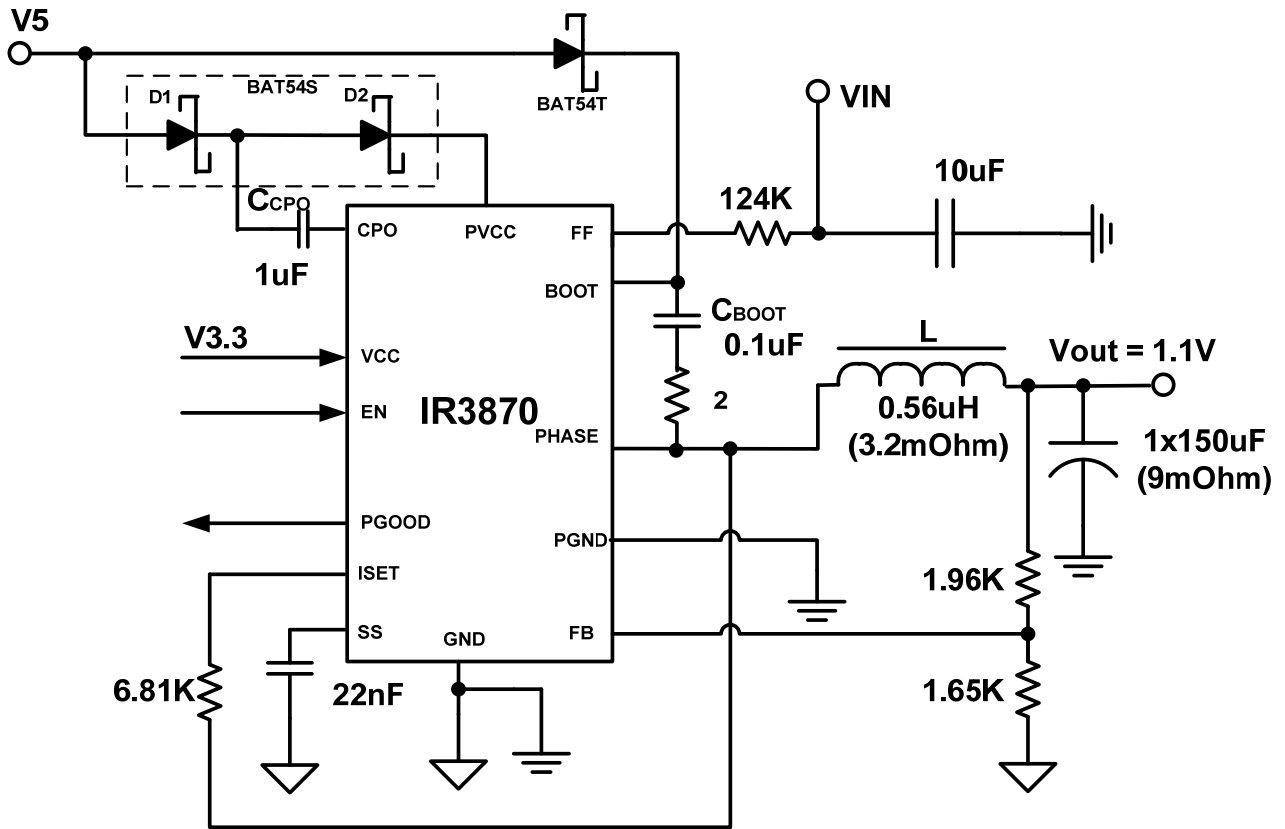 V5
BAT54S
D1
D2
BAT54T
VIN
10uF
124K
CCPO
1uF
CPO
PVCC
FF
BOOT
CBOOT
0.1uF
L
Vout = 1.1V
V3.3
VCC
EN
IR3870
2
0.56uH
(3.2mOhm)
1x150uF
(9mOhm)
PHASE
PGOOD
PGND
ISET
1.96K
SS
GND
FB
6.81K
22nF
1.65K